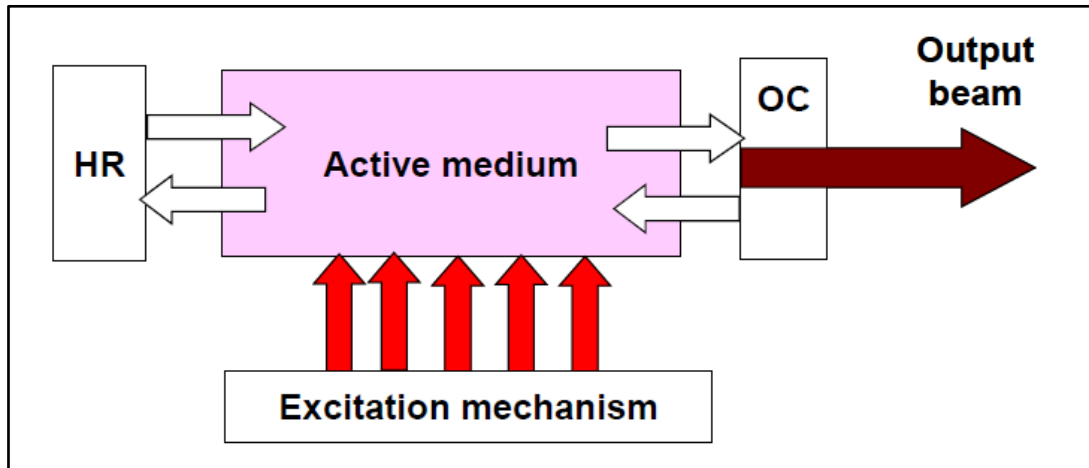 Output
beam
OC
HR
Active medium
Excitation mechanism